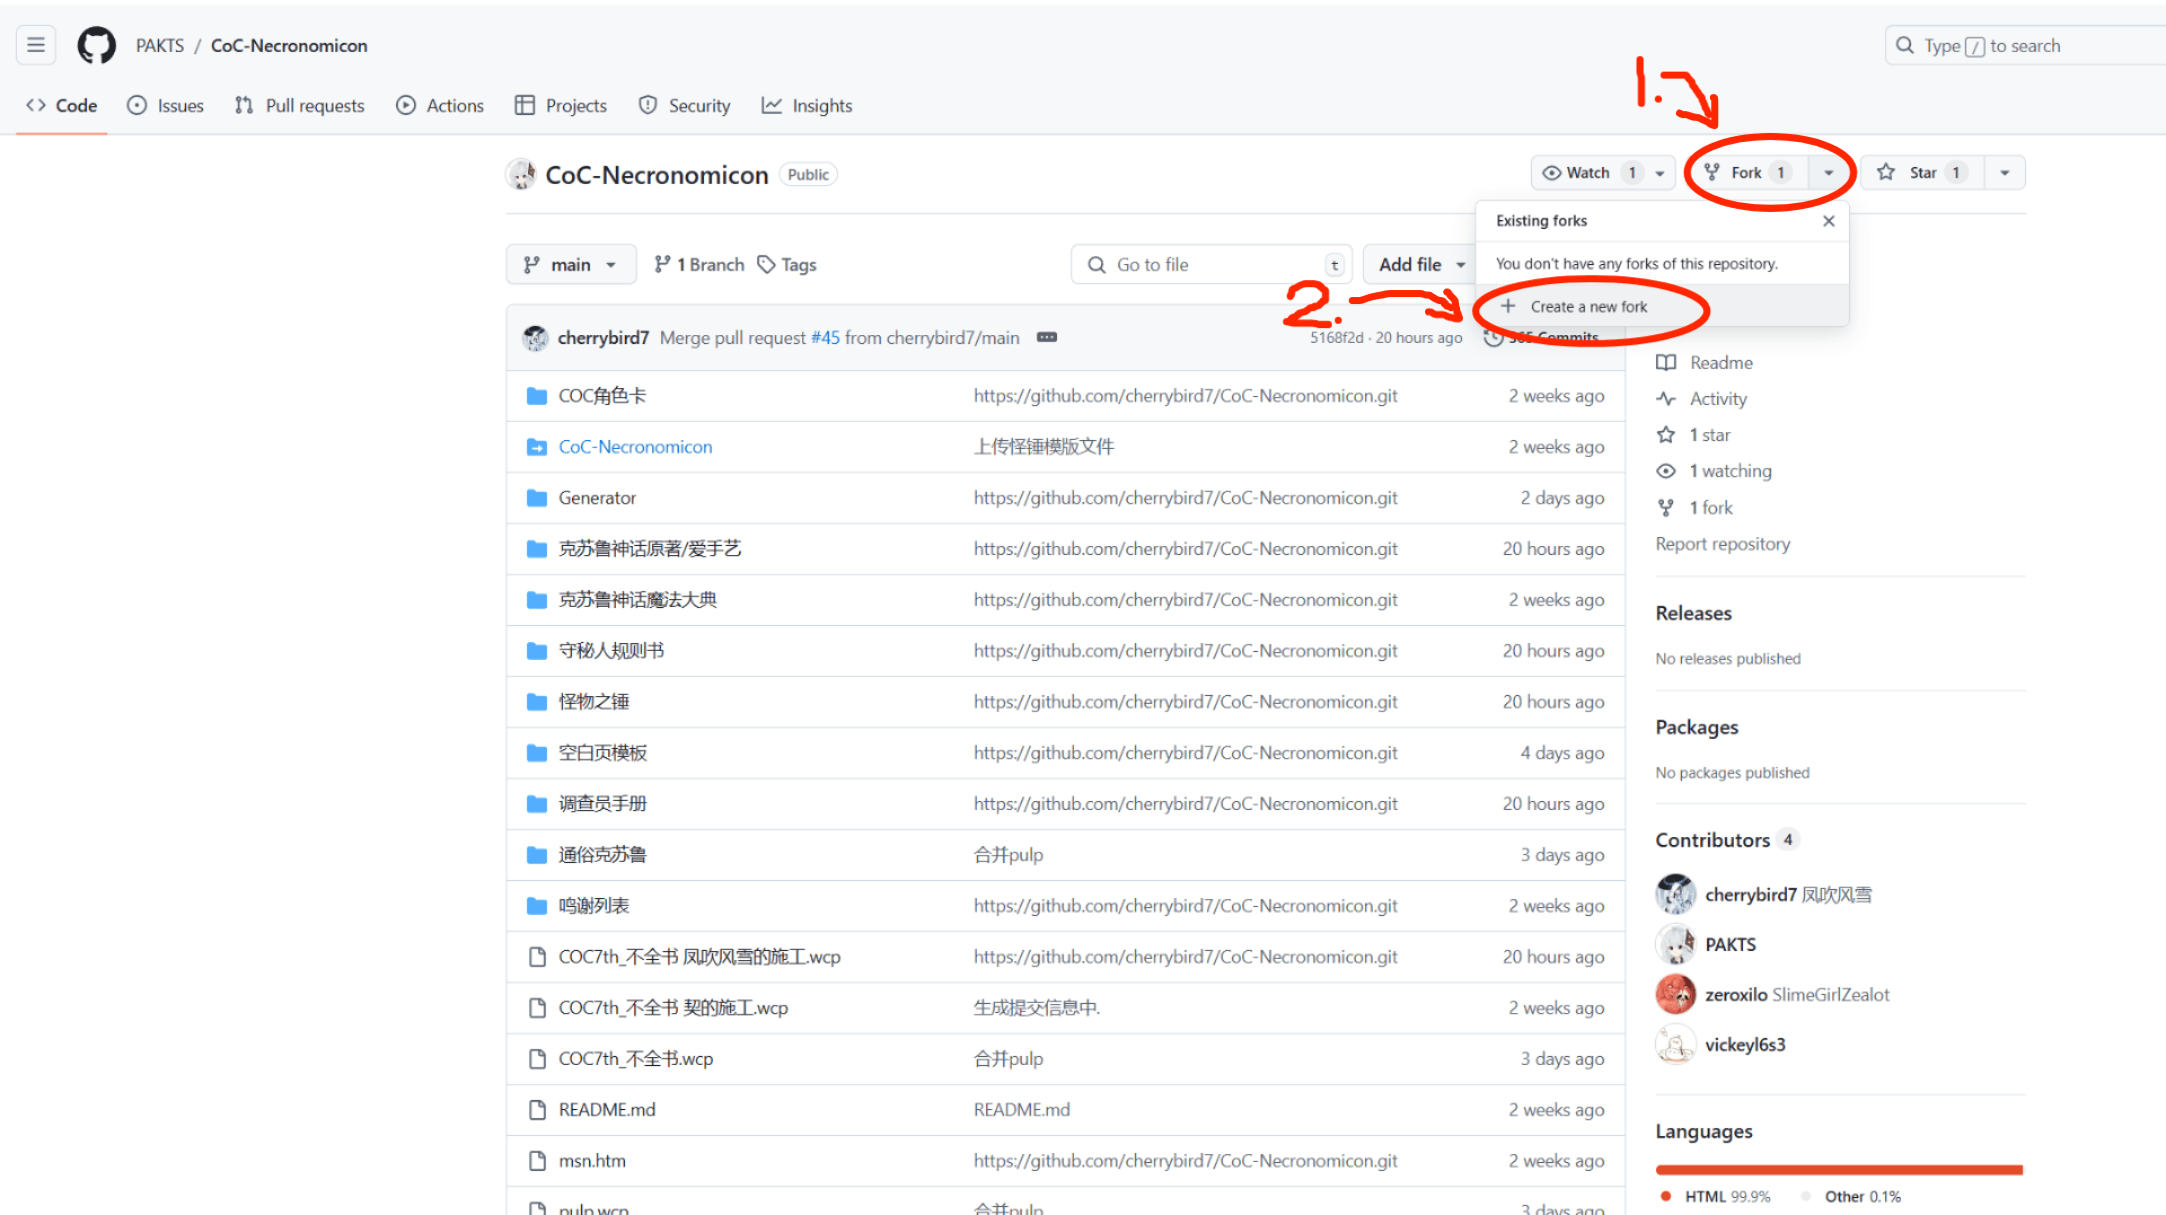 PAKTS / CoC-Necronomicon
Type / to search
Code Issues Pull requests Actions Projects Security Insights
1.
CoC-Necronomicon Public
Watch 1 Fork 1 Star 1
Existing forks
You don't have any forks of this repository.
Create a new fork
main 1 Branch Tags Go to file t Add file
2.
cherrybird7 Merge pull request #45 from cherrybird7/main 5168f2d · 20 hours ago 365 Commits
COC角色卡 https://github.com/cherrybird7/CoC-Necronomicon.git 2 weeks ago
CoC-Necronomicon 上传怪锤模版文件 2 weeks ago
Generator https://github.com/cherrybird7/CoC-Necronomicon.git 2 days ago
克苏鲁神话原著/爱手艺 https://github.com/cherrybird7/CoC-Necronomicon.git 20 hours ago
克苏鲁神话魔法大典 https://github.com/cherrybird7/CoC-Necronomicon.git 2 weeks ago
守秘人规则书 https://github.com/cherrybird7/CoC-Necronomicon.git 20 hours ago
怪物之锤 https://github.com/cherrybird7/CoC-Necronomicon.git 20 hours ago
空白页模板 https://github.com/cherrybird7/CoC-Necronomicon.git 4 days ago
调查员手册 https://github.com/cherrybird7/CoC-Necronomicon.git 20 hours ago
通俗克苏鲁 合并pulp 3 days ago
鸣谢列表 https://github.com/cherrybird7/CoC-Necronomicon.git 2 weeks ago
COC7th_不全书 凤吹风雪的施工.wcp https://github.com/cherrybird7/CoC-Necronomicon.git 20 hours ago
COC7th_不全书 契的施工.wcp 生成提交信息中. 2 weeks ago
COC7th_不全书.wcp 合并pulp 3 days ago
README.md README.md 2 weeks ago
msn.htm https://github.com/cherrybird7/CoC-Necronomicon.git 2 weeks ago
pulp.wcp 合并pulp 3 days ago
Readme
Activity
1 star
1 watching
1 fork
Report repository
Releases
No releases published
Packages
No packages published
Contributors 4
cherrybird7 凤吹风雪
PAKTS
zeroxilo SlimeGirlZealot
vickeyl6s3
Languages
HTML 99.9% Other 0.1%